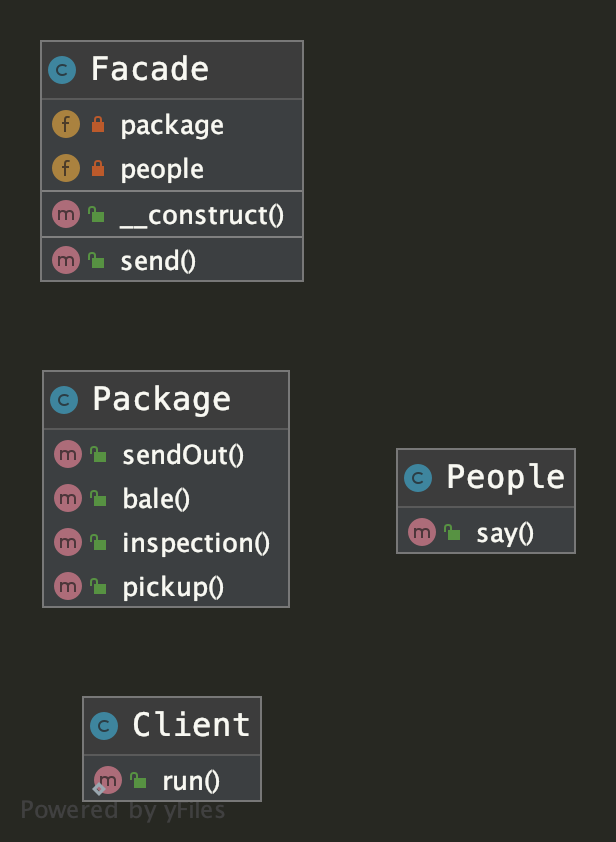 Facade
package
people
__construct()
send()
Package
sendOut()
bale()
inspection()
pickup()
People
say()
Client
run()
Powered by yFiles